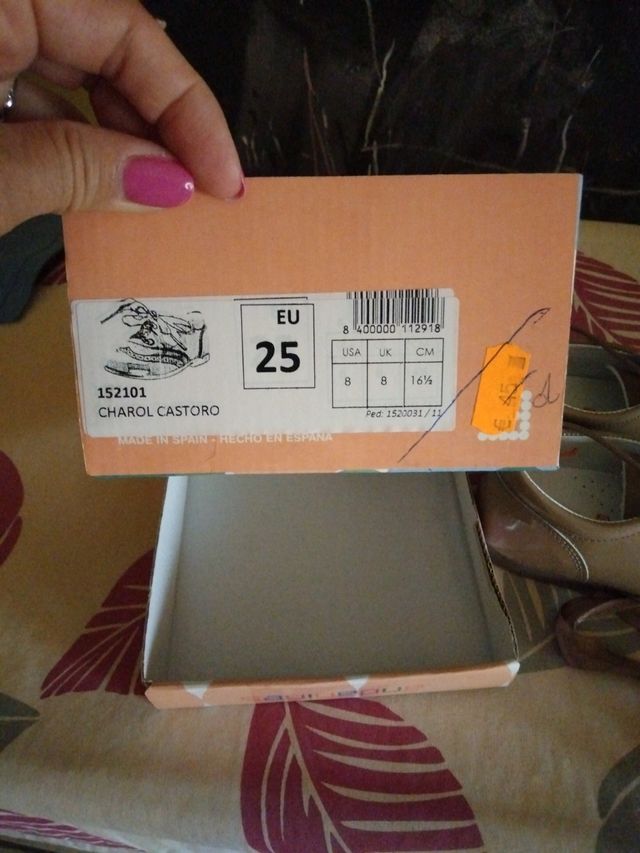 EU
25
8 400000 112918
USA UK CM
8 8 16½
152101
CHAROL CASTORO
Ped: 1520031 / 11
MADE IN SPAIN - HECHO EN ESPAÑA
45